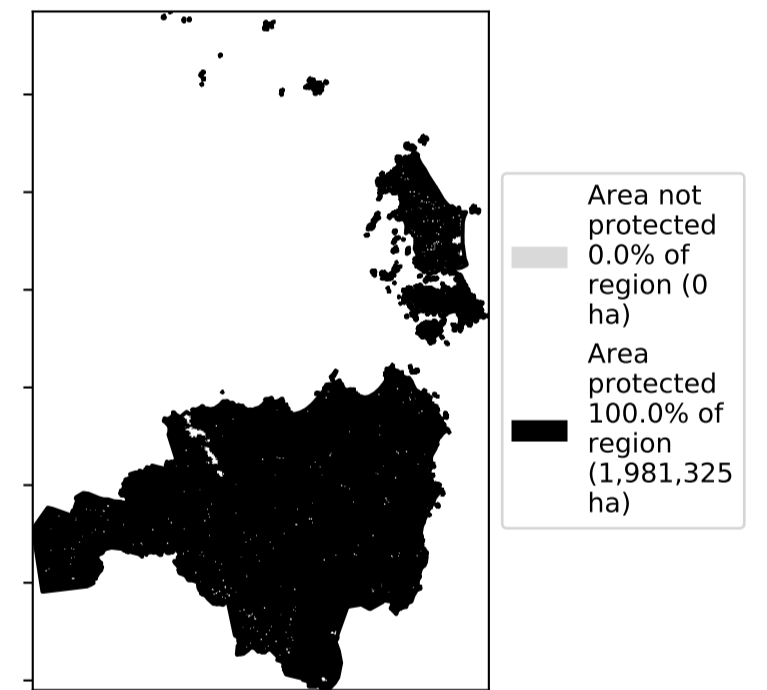 Area not
protected
0.0% of
region (0
ha)
Area
protected
100.0% of
region
(1,981,325
ha)